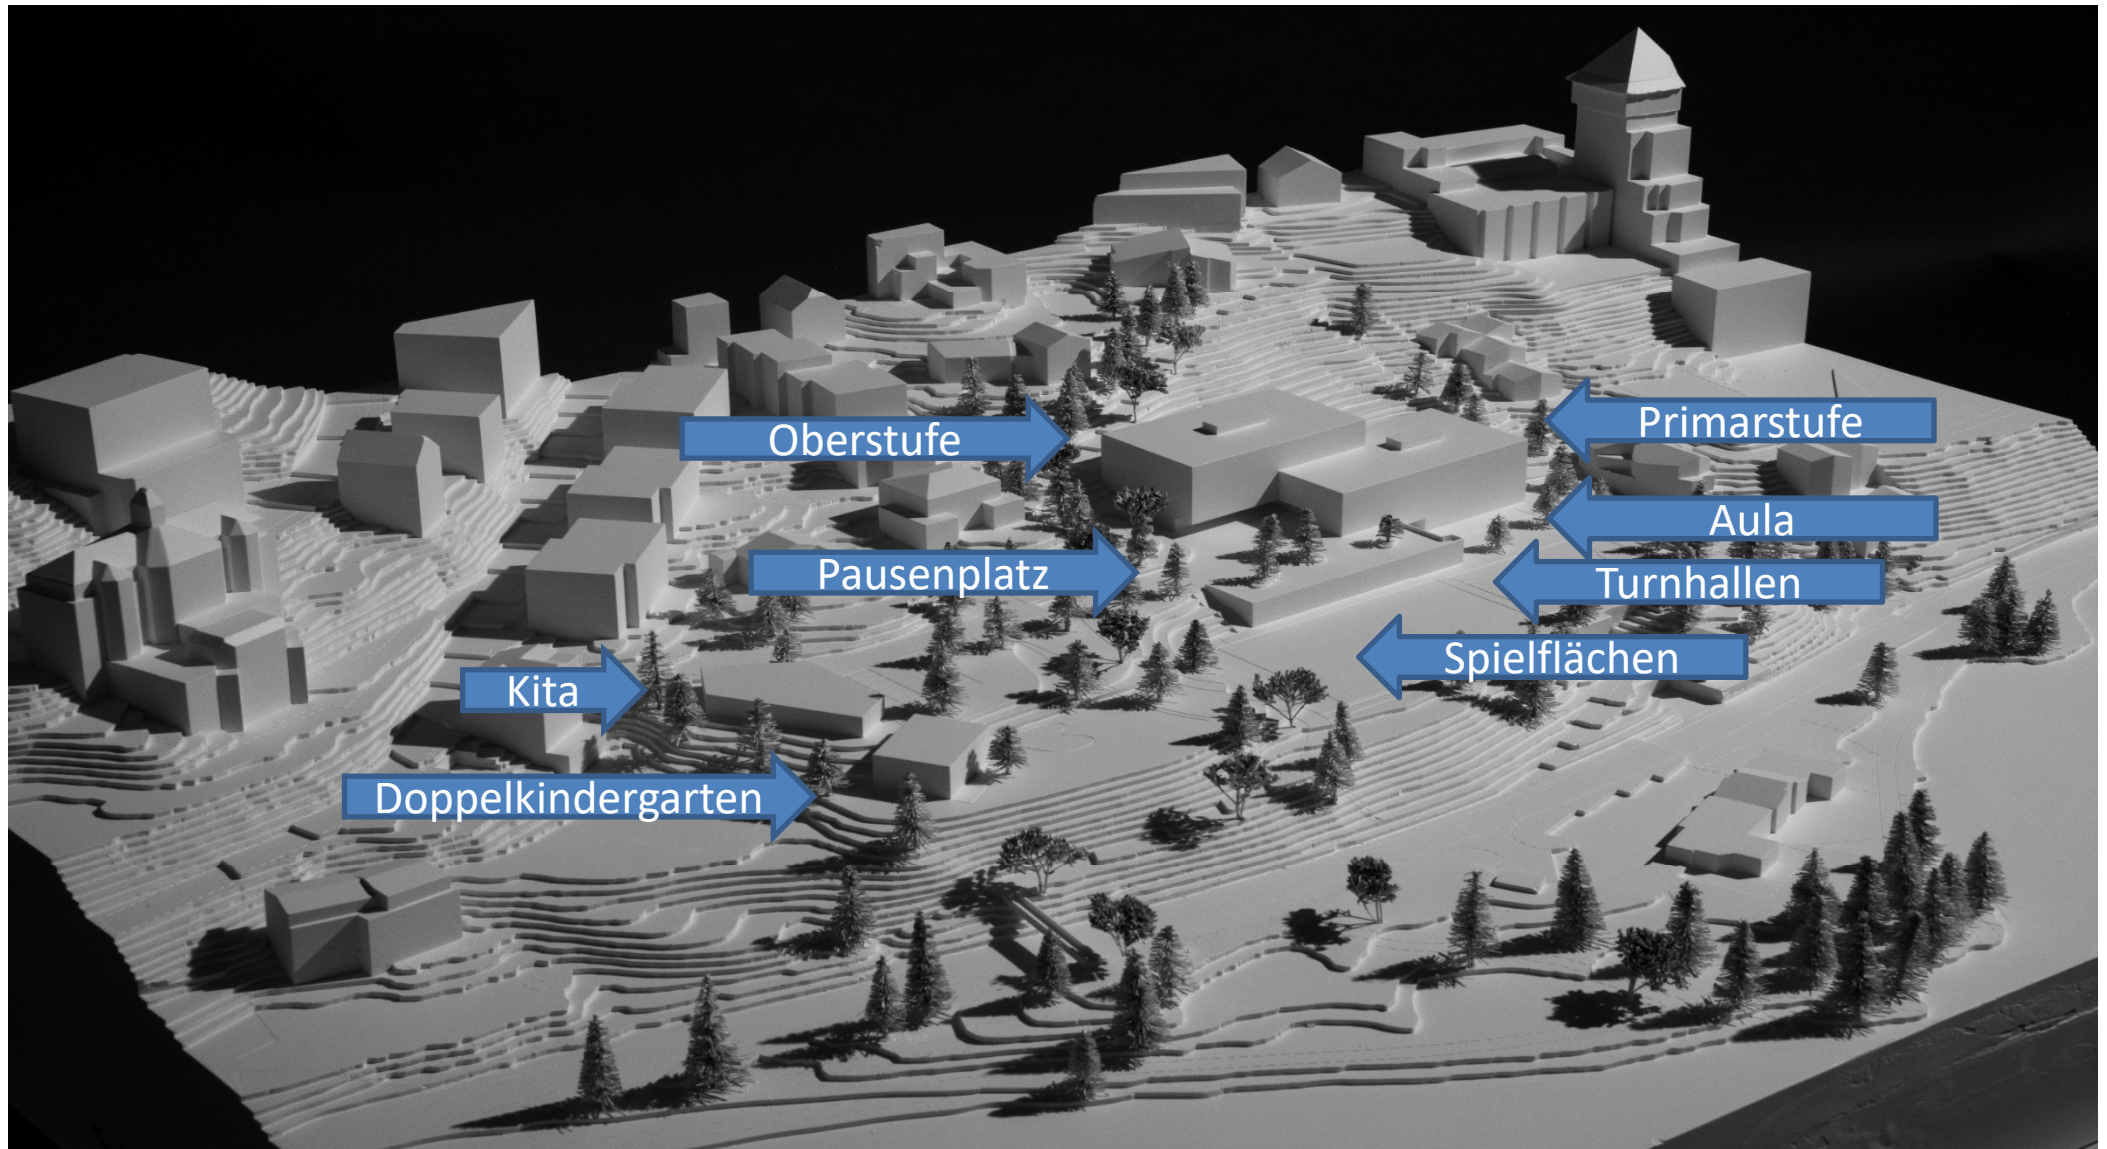 Oberstufe
Primarstufe
Aula
Pausenplatz
Turnhallen
Spielflächen
Kita
Doppelkindergarten